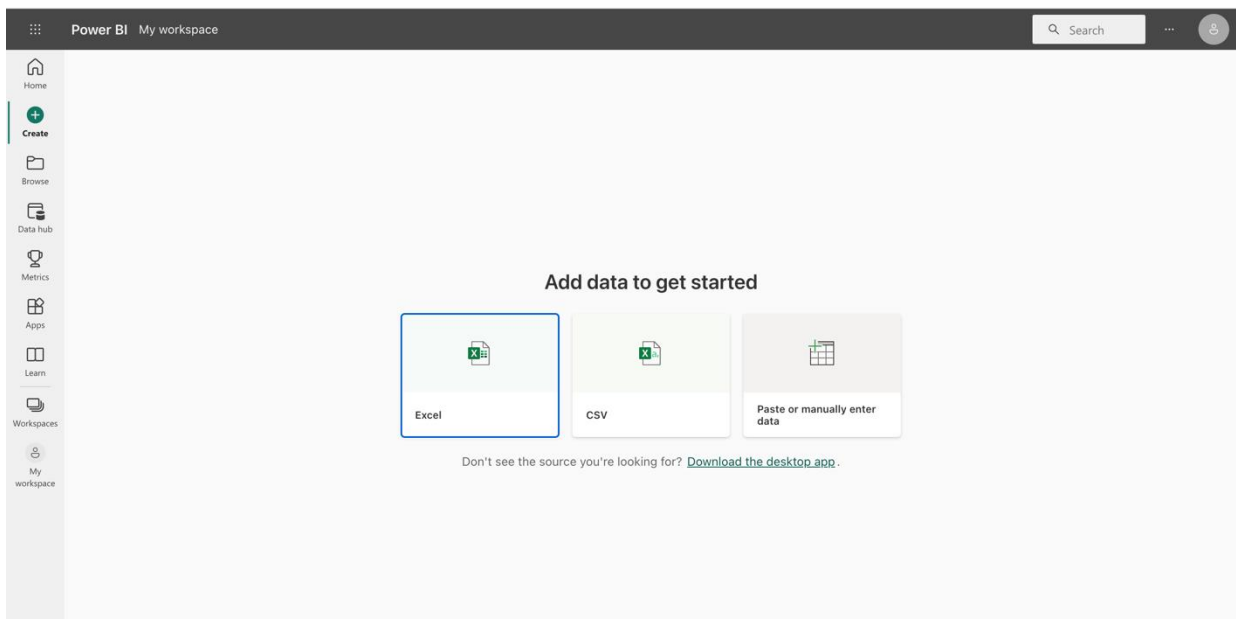 Power BI My workspace
Search
Home
Create
Browse
Data hub
Metrics
Apps
Learn
Workspaces
My
workspace
Add data to get started
Excel
CSV
Paste or manually enter
data
Don't see the source you're looking for? Download the desktop app.